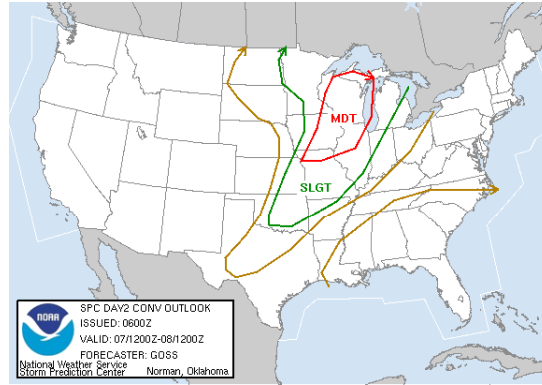 MDT
SLGT
NOAA
SPC DAY2 CONV OUTLOOK
ISSUED: 0600Z
VALID: 07/1200Z-08/1200Z
FORECASTER: GOSS
National Weather Service
Storm Prediction Center Norman, Oklahoma